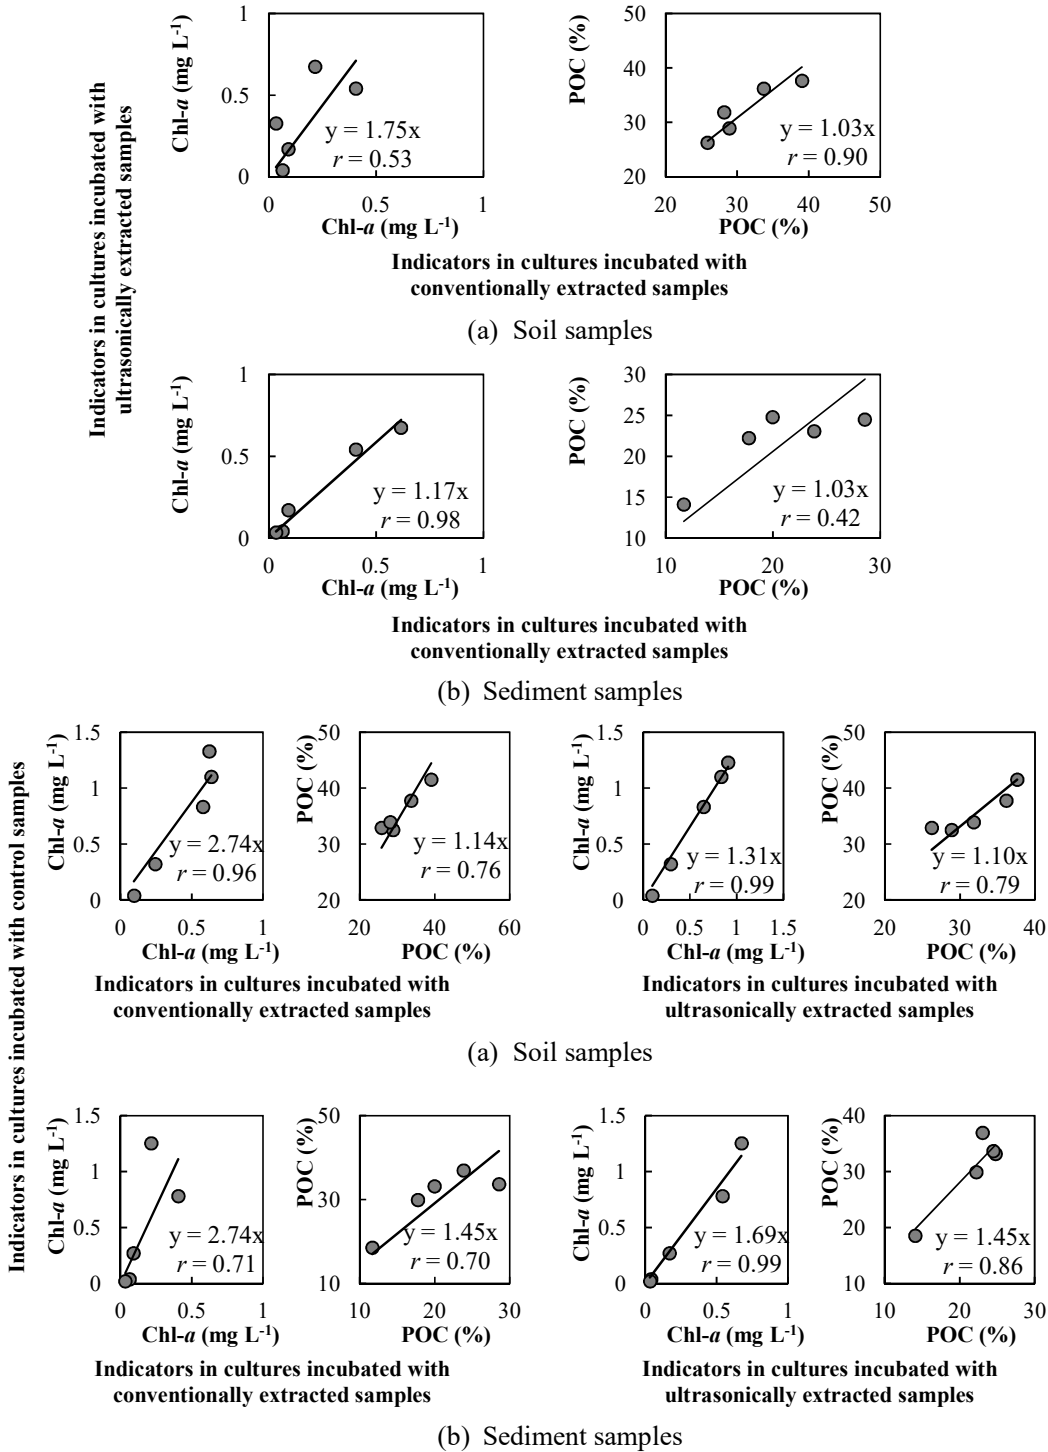 Indicators in cultures incubated with
ultrasonically extracted samples
Chl-a (mg L-1)
1
0.5
0
y = 1.75x
r = 0.53
0 0.5 1
Chl-a (mg L-1)
POC (%)
50
40
30
20
y = 1.03x
r = 0.90
20 30 40 50
POC (%)
Indicators in cultures incubated with
conventionally extracted samples
(a) Soil samples
Chl-a (mg L-1)
1
0.5
0
y = 1.17x
r = 0.98
0 0.5 1
Chl-a (mg L-1)
POC (%)
30
25
20
15
10
y = 1.03x
r = 0.42
10 20 30
POC (%)
Indicators in cultures incubated with
conventionally extracted samples
(b) Sediment samples
Indicators in cultures incubated with control samples
Chl-a (mg L-1)
1.5
1
0.5
0
y = 2.74x
r = 0.96
0 0.5 1
Chl-a (mg L-1)
POC (%)
50
40
30
20
y = 1.14x
r = 0.76
20 30 40 50 60
POC (%)
Indicators in cultures incubated with
conventionally extracted samples
Chl-a (mg L-1)
1.5
1
0.5
0
y = 1.31x
r = 0.99
0 0.5 1 1.5
Chl-a (mg L-1)
POC (%)
50
40
30
20
y = 1.10x
r = 0.79
20 30 40
POC (%)
Indicators in cultures incubated with
ultrasonically extracted samples
(a) Soil samples
Chl-a (mg L-1)
1.5
1
0.5
0
y = 2.74x
r = 0.71
0 0.5 1
Chl-a (mg L-1)
POC (%)
50
30
10
y = 1.45x
r = 0.70
10 20 30
POC (%)
Indicators in cultures incubated with
conventionally extracted samples
Chl-a (mg L-1)
1.5
1
0.5
0
y = 1.69x
r = 0.99
0 0.5 1
Chl-a (mg L-1)
POC (%)
40
30
20
10
y = 1.45x
r = 0.86
10 20 30
POC (%)
Indicators in cultures incubated with
ultrasonically extracted samples
(b) Sediment samples